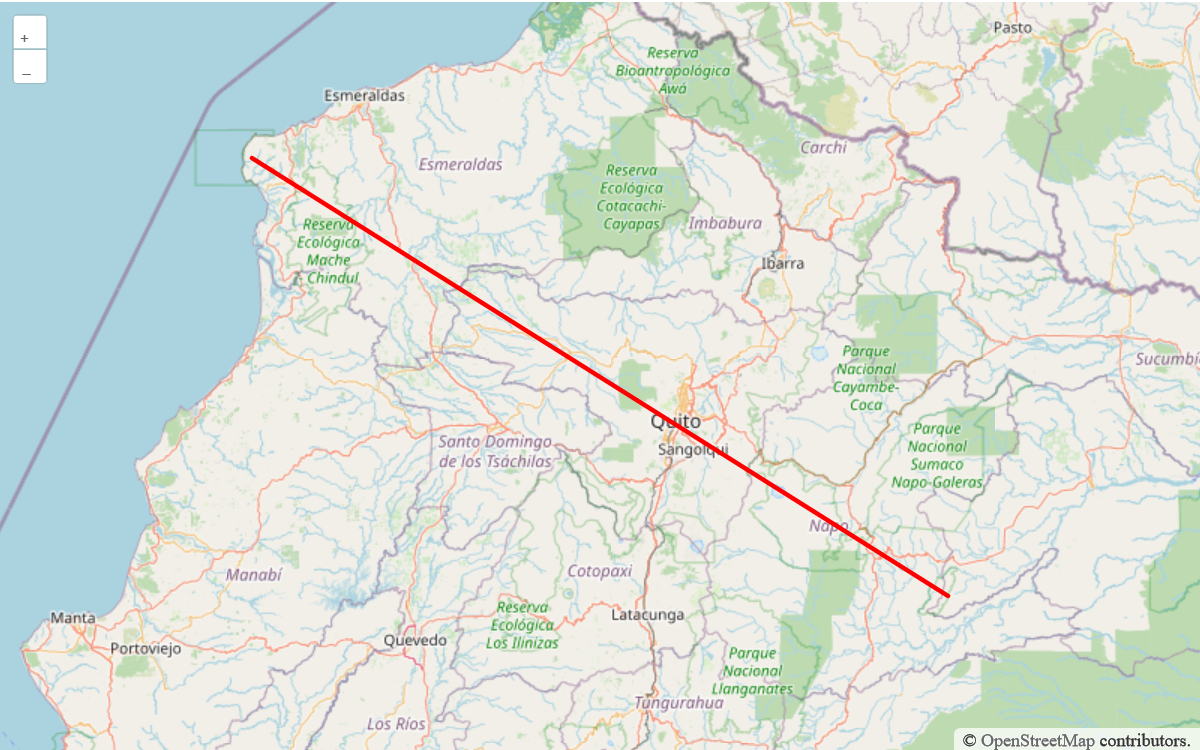 +
–
Pasto
Reserva
Bioantropológica
Awá
Esmeraldas
Carchi
Esmeraldas
Reserva
Ecológica
Cotacachi-
Cayapas
Imbabura
Reserva
Ecológica
Mache
- Chindul
Ibarra
Parque
Nacional
Cayambe-
Coca
Sucumbí
Quito
Sangolquí
Santo Domingo
de los Tsáchilas
Parque
Nacional
Sumaco
Napo-Galeras
Napo
Cotopaxi
Manabí
Manta
Portoviejo
Quevedo
Reserva
Ecológica
Los Ilinizas
Latacunga
Parque
Nacional
Llanganates
Tungurahua
Los Ríos
© OpenStreetMap contributors.